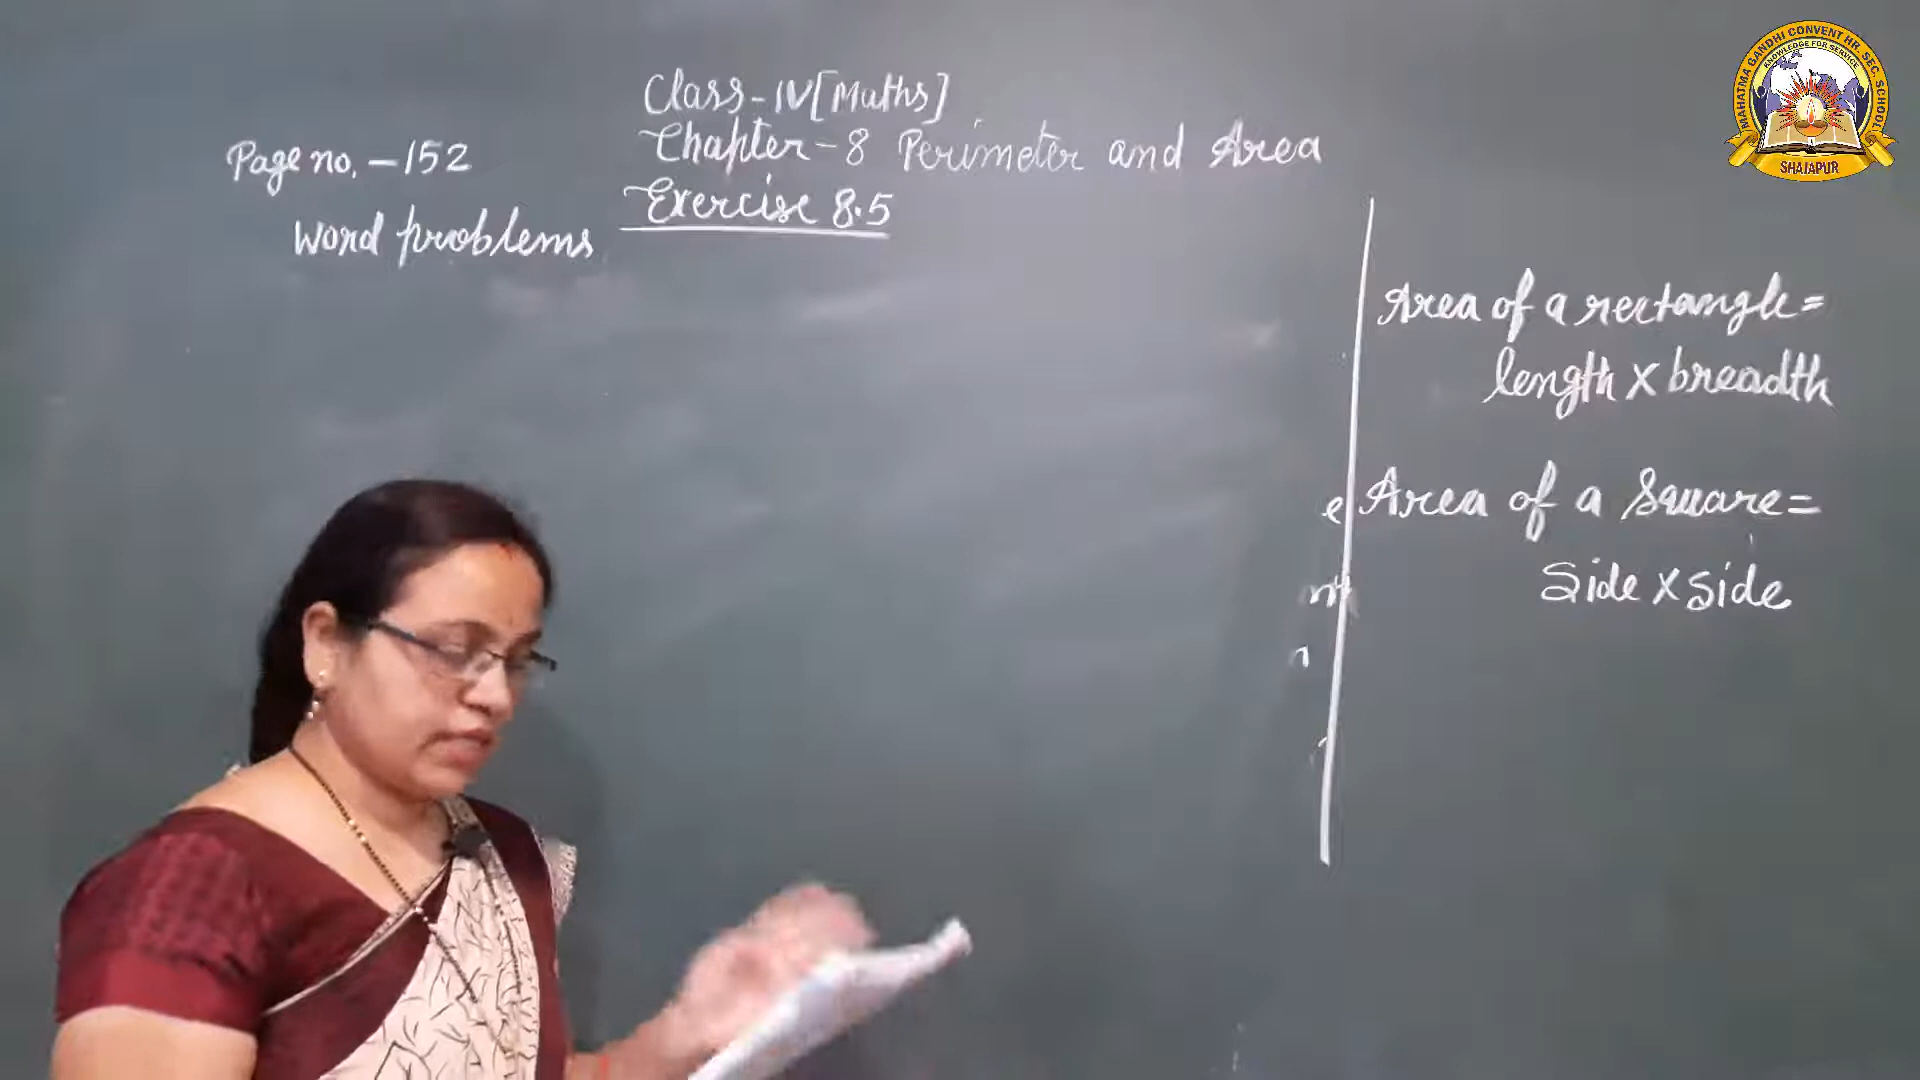 Class-IV [Maths]
Chapter-8 Perimeter and Area
Page no. - 152
Exercise 8.5
Word problems
Area of a rectangle =
length x breadth
Area of a Square =
Side x side
MAHATMA GANDHI CONVENT HR. SEC. SCHOOL
KNOWLEDGE FOR SERVICE
SHAJAPUR